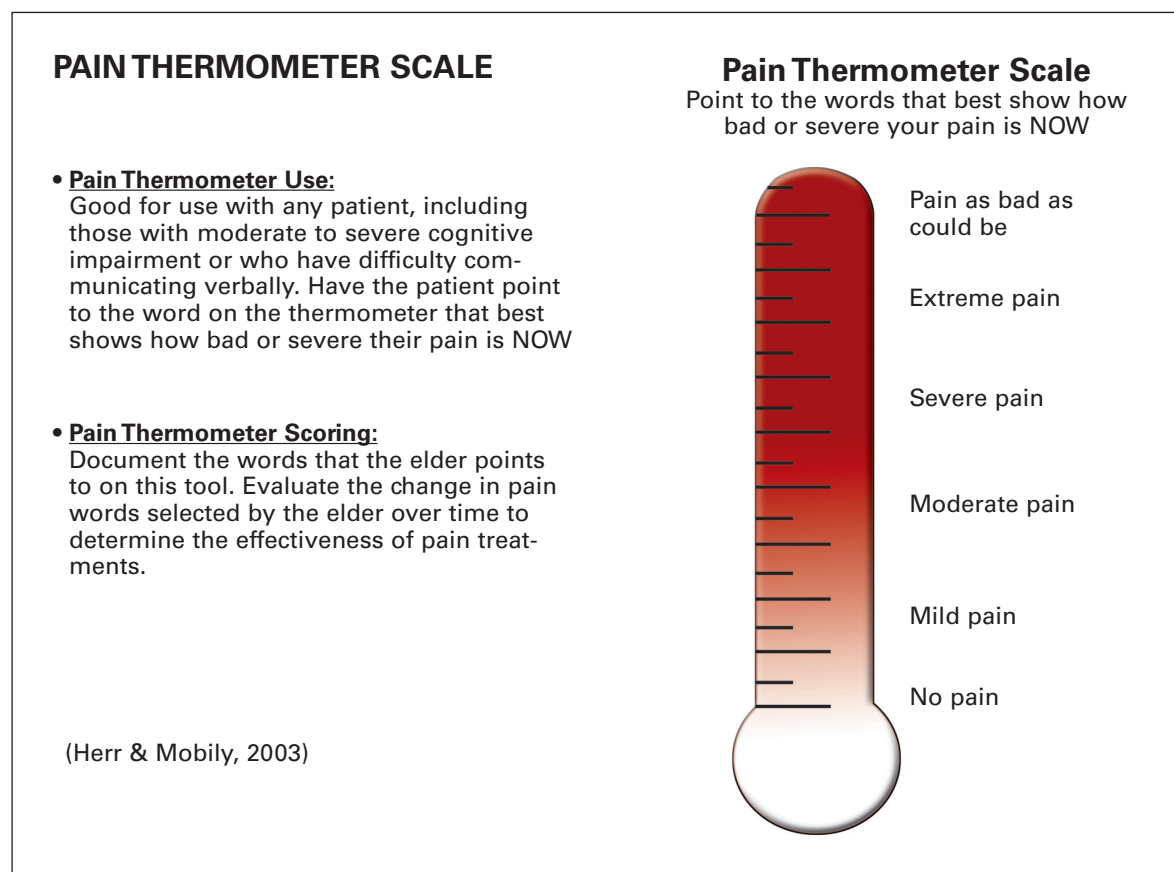 PAIN THERMOMETER SCALE
• Pain Thermometer Use:
Good for use with any patient, including
those with moderate to severe cognitive
impairment or who have difficulty com-
municating verbally. Have the patient point
to the word on the thermometer that best
shows how bad or severe their pain is NOW
• Pain Thermometer Scoring:
Document the words that the elder points
to on this tool. Evaluate the change in pain
words selected by the elder over time to
determine the effectiveness of pain treat-
ments.
(Herr & Mobily, 2003)
Pain Thermometer Scale
Point to the words that best show how
bad or severe your pain is NOW
Pain as bad as
could be
Extreme pain
Severe pain
Moderate pain
Mild pain
No pain